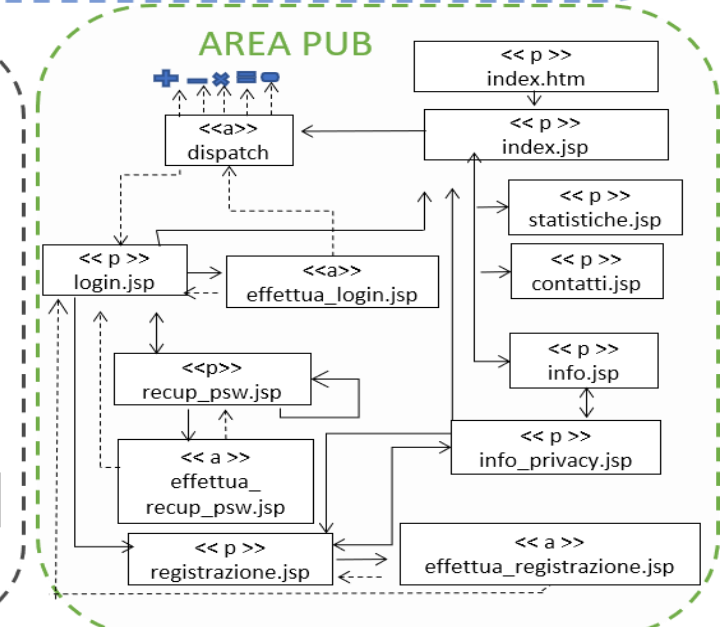 AREA PUB
<< p >>
index.htm
<<a>>
dispatch
<< p >>
index.jsp
<< p >>
statistiche.jsp
<< p >>
login.jsp
<<a>>
effettua_login.jsp
<< p >>
contatti.jsp
<<p>>
recup_psw.jsp
<< p >>
info.jsp
<< a >>
effettua_
recup_psw.jsp
<< p >>
info_privacy.jsp
<< p >>
registrazione.jsp
<< a >>
effettua_registrazione.jsp